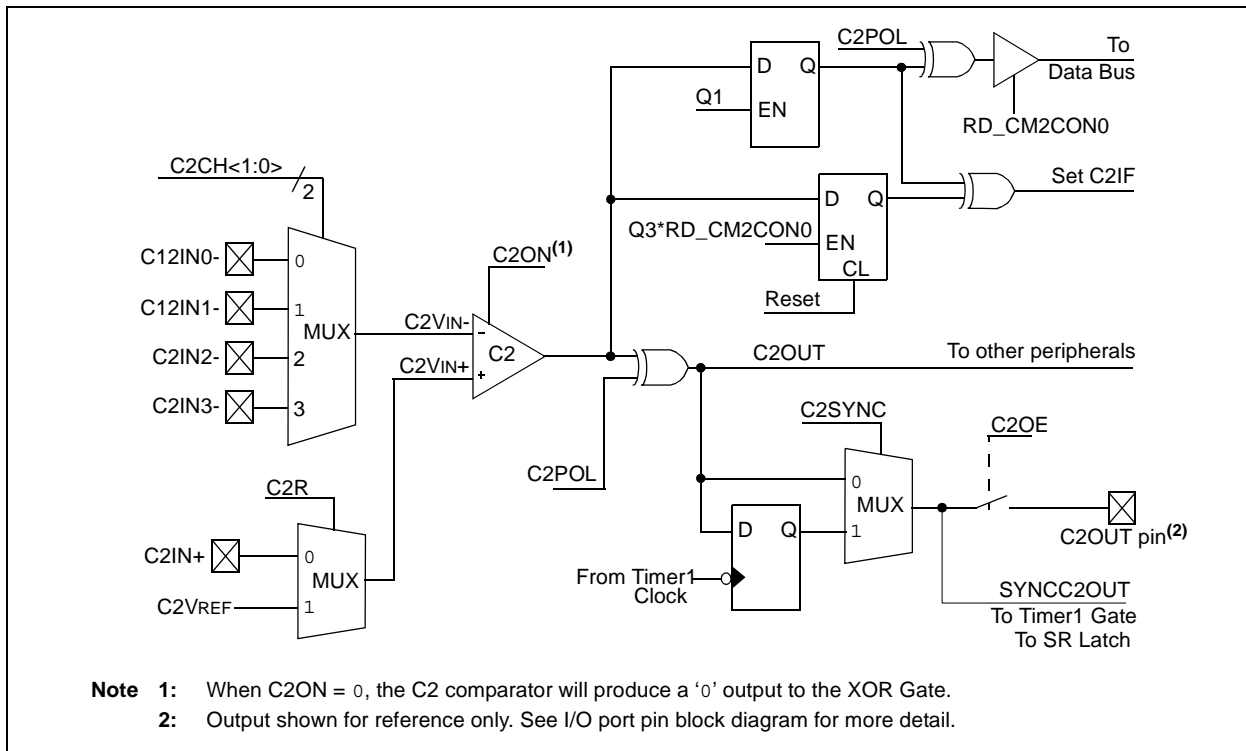 C2POL
To
Data Bus
D Q
Q1
EN
RD_CM2CON0
C2CH<1:0>
2
Set C2IF
D Q
Q3*RD_CM2CON0
EN
CL
Reset
C2ON(1)
C12IN0-
0
C12IN1-
1
MUX
C2IN2-
2
C2IN3-
3
C2VIN-
-
C2
C2VIN+
+
C2OUT
To other peripherals
C2SYNC
C2OE
C2POL
C2R
0
MUX
1
D Q
C2OUT pin(2)
C2IN+
0
MUX
C2VREF
1
From Timer1
Clock
SYNCC2OUT
To Timer1 Gate
To SR Latch
Note 1: When C2ON = 0, the C2 comparator will produce a ‘0’ output to the XOR Gate.
2: Output shown for reference only. See I/O port pin block diagram for more detail.